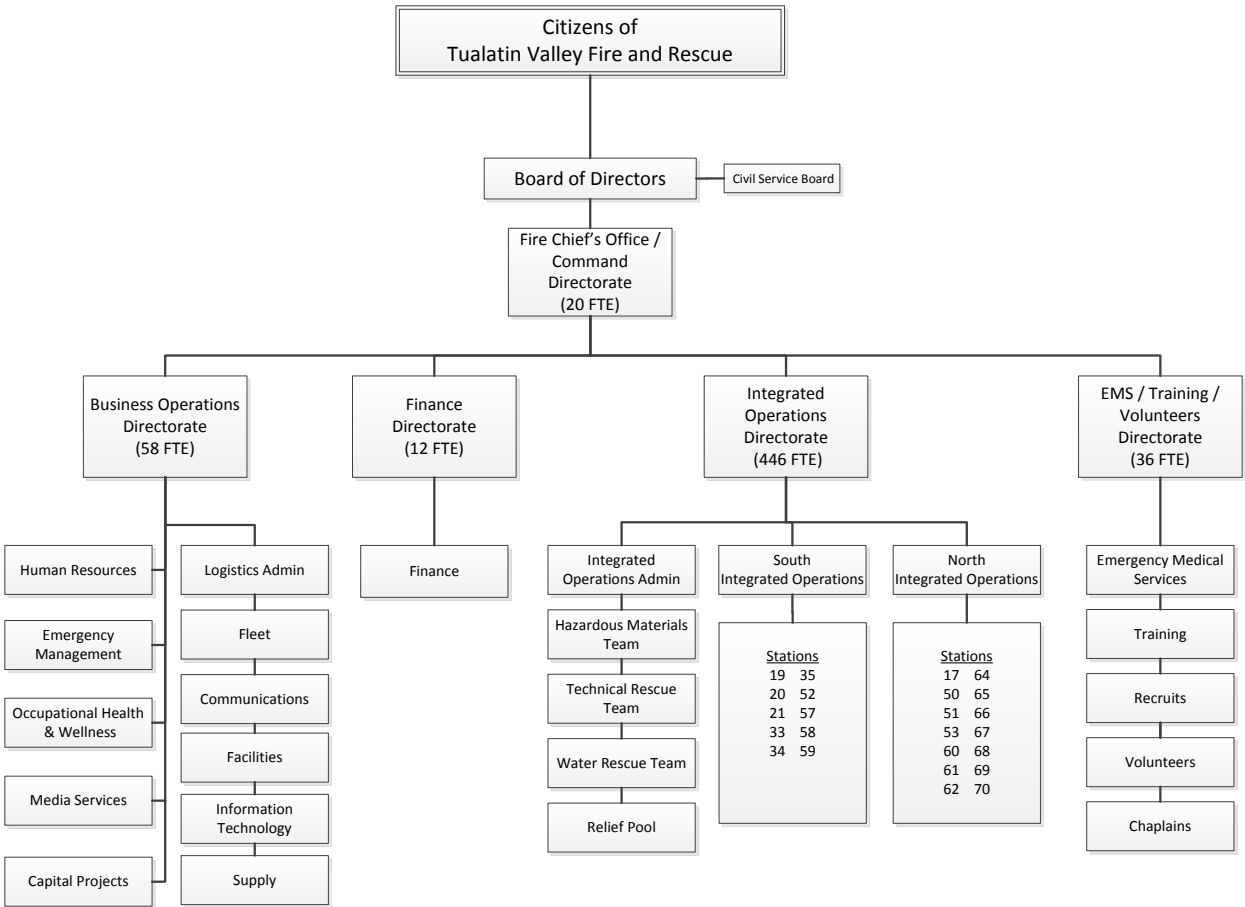 Citizens of
Tualatin Valley Fire and Rescue
Board of Directors
Civil Service Board
Fire Chief's Office /
Command
Directorate
(20 FTE)
Business Operations
Directorate
(58 FTE)
Finance
Directorate
(12 FTE)
Integrated
Operations
Directorate
(446 FTE)
EMS / Training /
Volunteers
Directorate
(36 FTE)
Human Resources
Emergency
Management
Occupational Health
& Wellness
Media Services
Capital Projects
Logistics Admin
Fleet
Communications
Facilities
Information
Technology
Supply
Finance
Integrated
Operations Admin
Hazardous Materials
Team
Technical Rescue
Team
Water Rescue Team
Relief Pool
South
Integrated Operations
Stations
19 35
20 52
21 57
33 58
34 59
North
Integrated Operations
Stations
17 64
50 65
51 66
53 67
60 68
61 69
62 70
Emergency Medical
Services
Training
Recruits
Volunteers
Chaplains